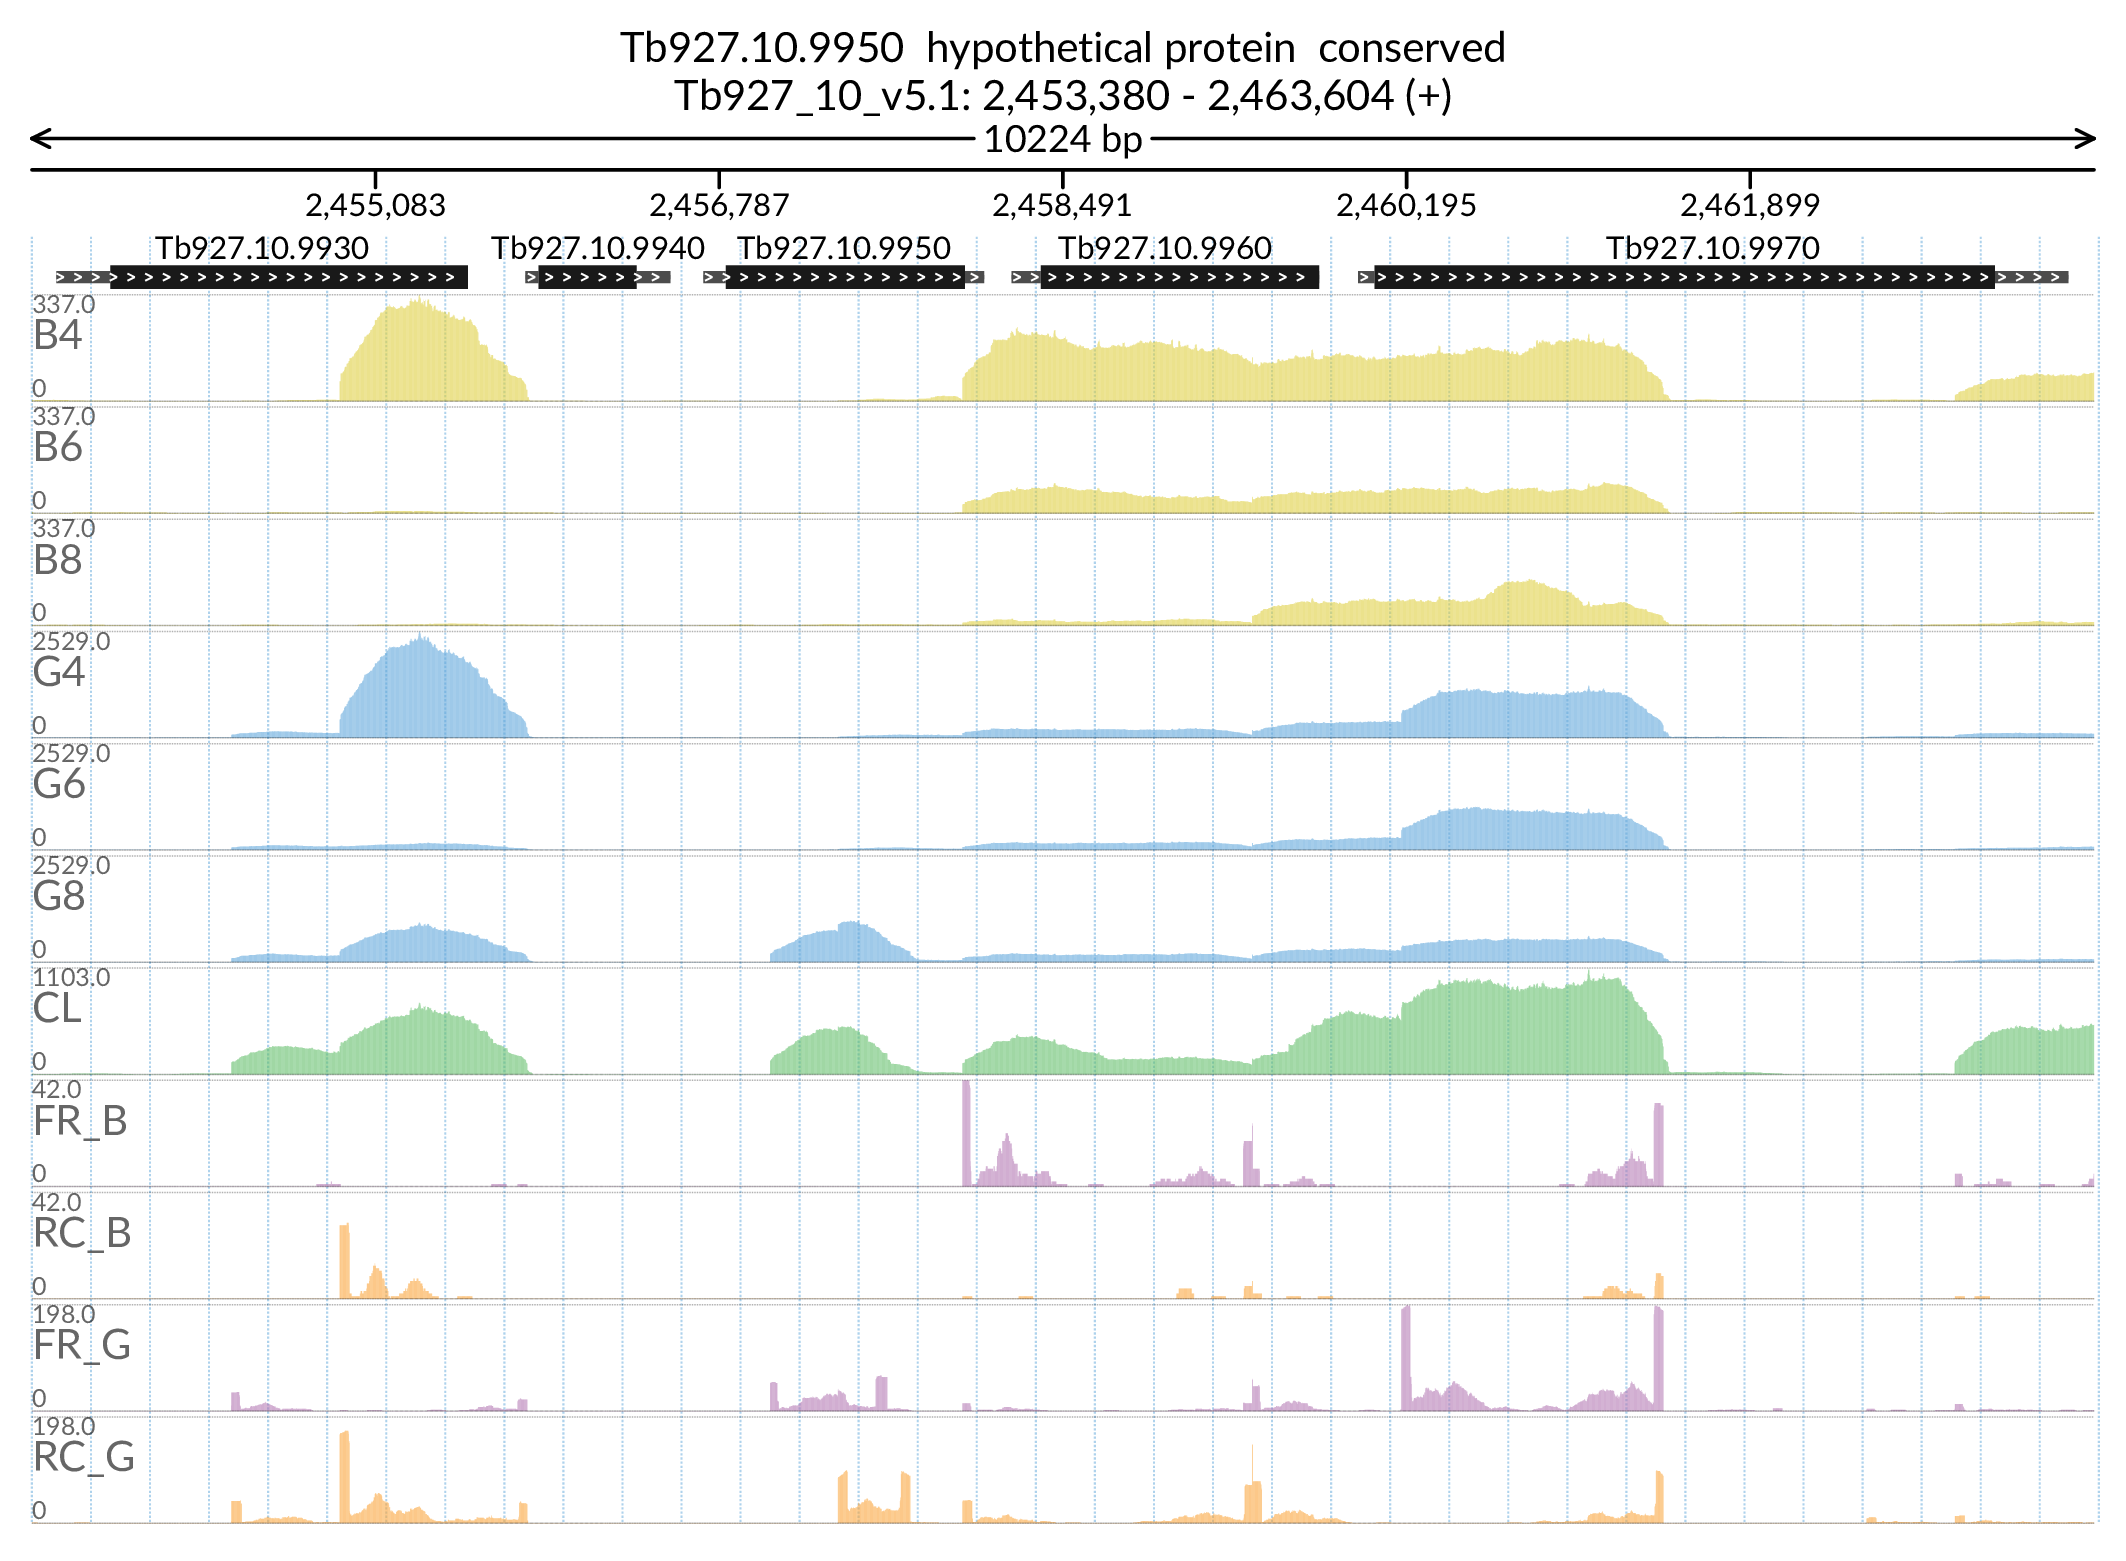 Tb927.10.9950  hypothetical protein  conserved
Tb927_10_v5.1: 2,453,380 - 2,463,604 (+)
10224 bp
2,455,083 2,456,787 2,458,491 2,460,195 2,461,899
Tb927.10.9930 Tb927.10.9940 Tb927.10.9950 Tb927.10.9960 Tb927.10.9970
337.0
B4
0
337.0
B6
0
337.0
B8
0
2529.0
G4
0
2529.0
G6
0
2529.0
G8
0
1103.0
CL
0
42.0
FR_B
0
42.0
RC_B
0
198.0
FR_G
0
198.0
RC_G
0